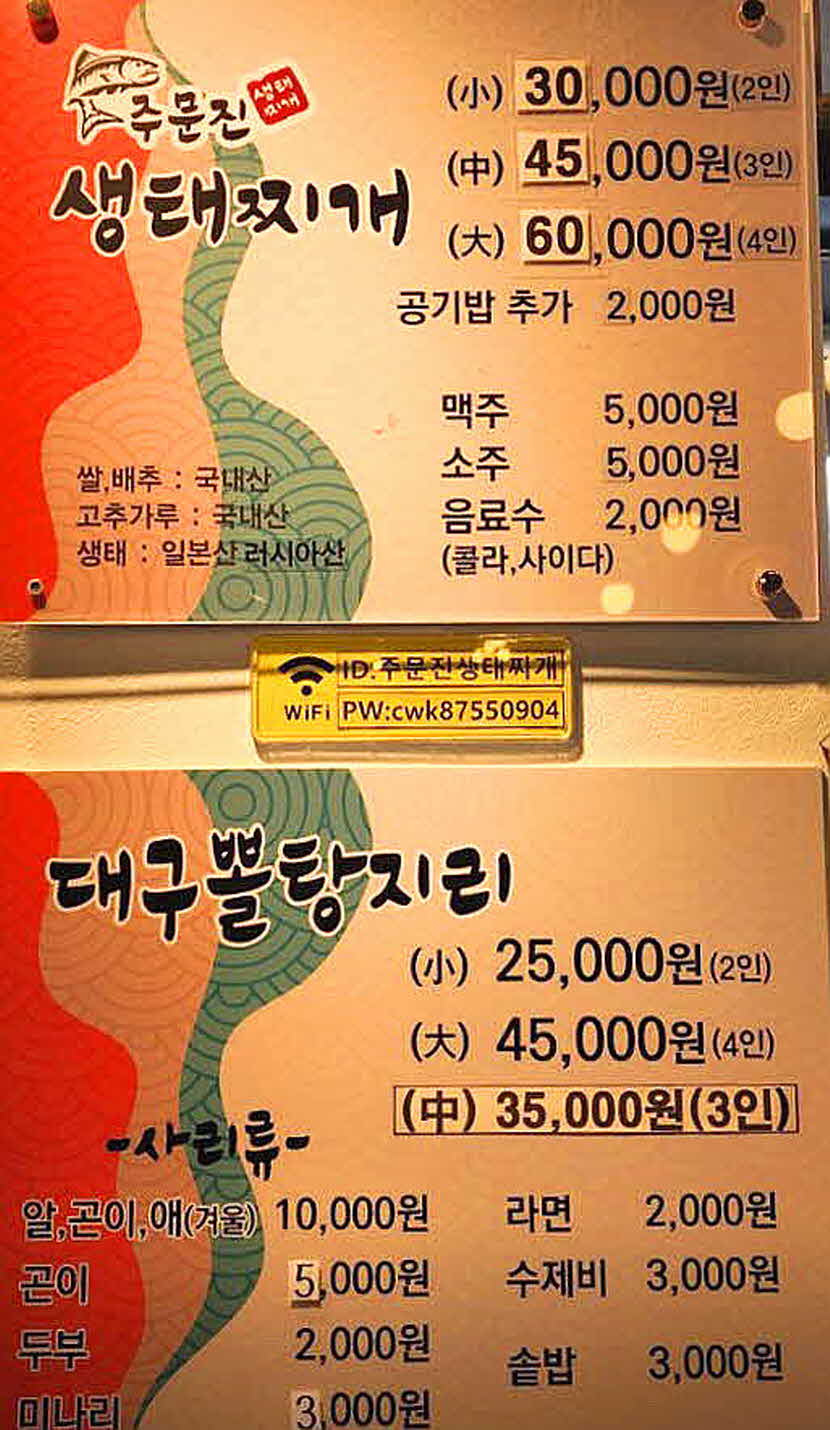 주문진
생태
찌개
생태찌개
(小) 30,000원(2인)
(中) 45,000원(3인)
(大) 60,000원(4인)
공기밥 추가 2,000원
맥주 5,000원
소주 5,000원
음료수 2,000원
(콜라,사이다)
쌀,배추 : 국내산
고추가루 : 국내산
생태 : 일본산 러시아산
ID:주문진생태찌개
WiFi PW:cwk87550904
대구뽈탕지리
(小) 25,000원(2인)
(大) 45,000원(4인)
(中) 35,000원(3인)
-사리류-
알,곤이,애(겨울) 10,000원
곤이 5,000원
두부 2,000원
미나리 3,000원
라면 2,000원
수제비 3,000원
솥밥 3,000원